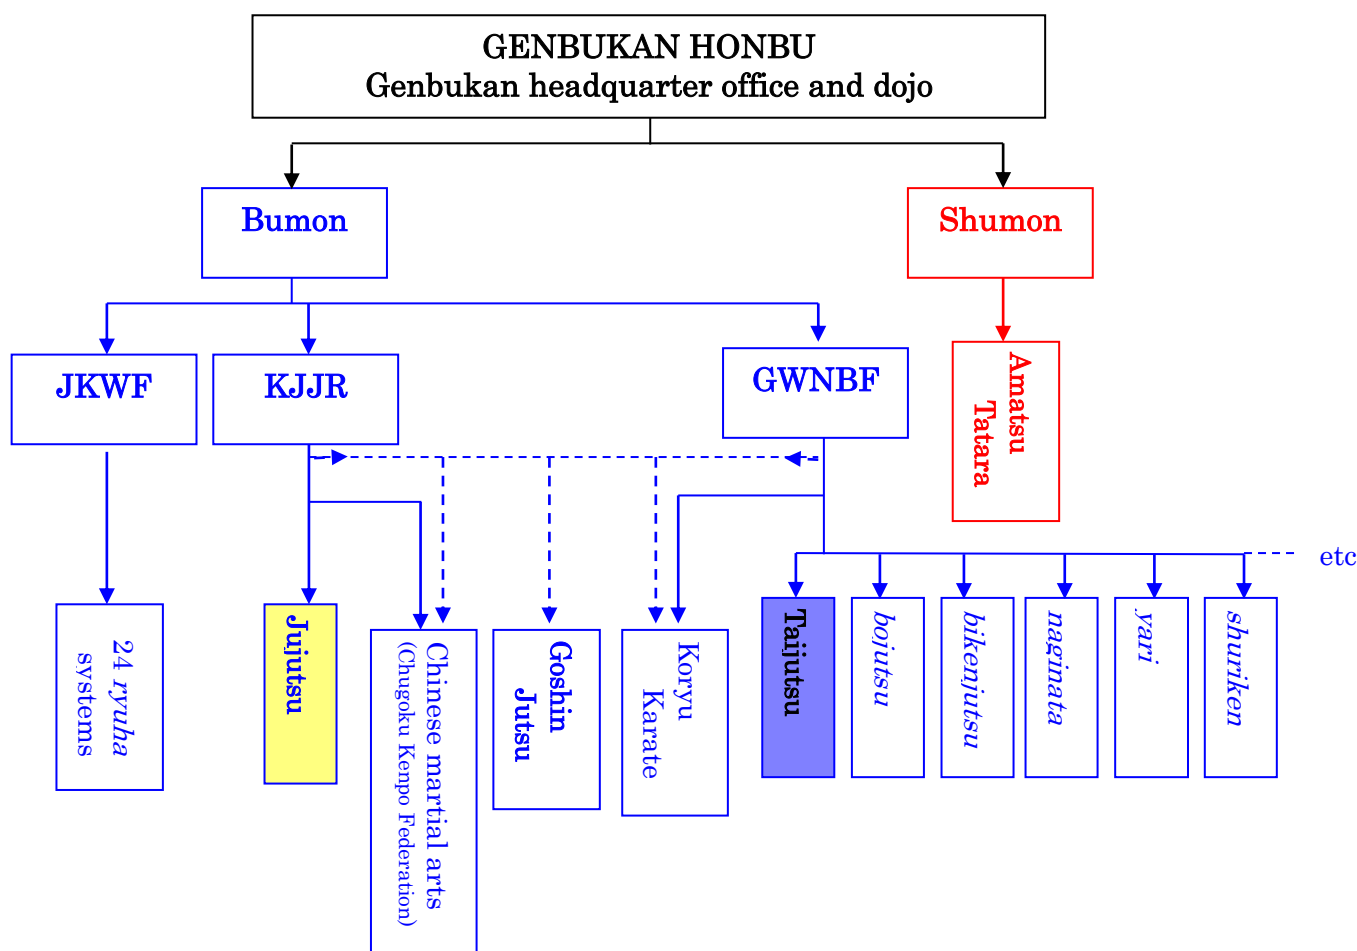 GENBUKAN HONBU
Genbukan headquarter office and dojo
Bumon
Shumon
JKWF
KJJR
GWNBF
Amatsu
Tatara
etc
24 ryuha
systems
Jujutsu
Chinese martial arts
(Chugoku Kenpo Federation)
Goshin
Jutsu
Koryu
Karate
Taijutsu
bojutsu
bikenjutsu
naginata
yari
shuriken